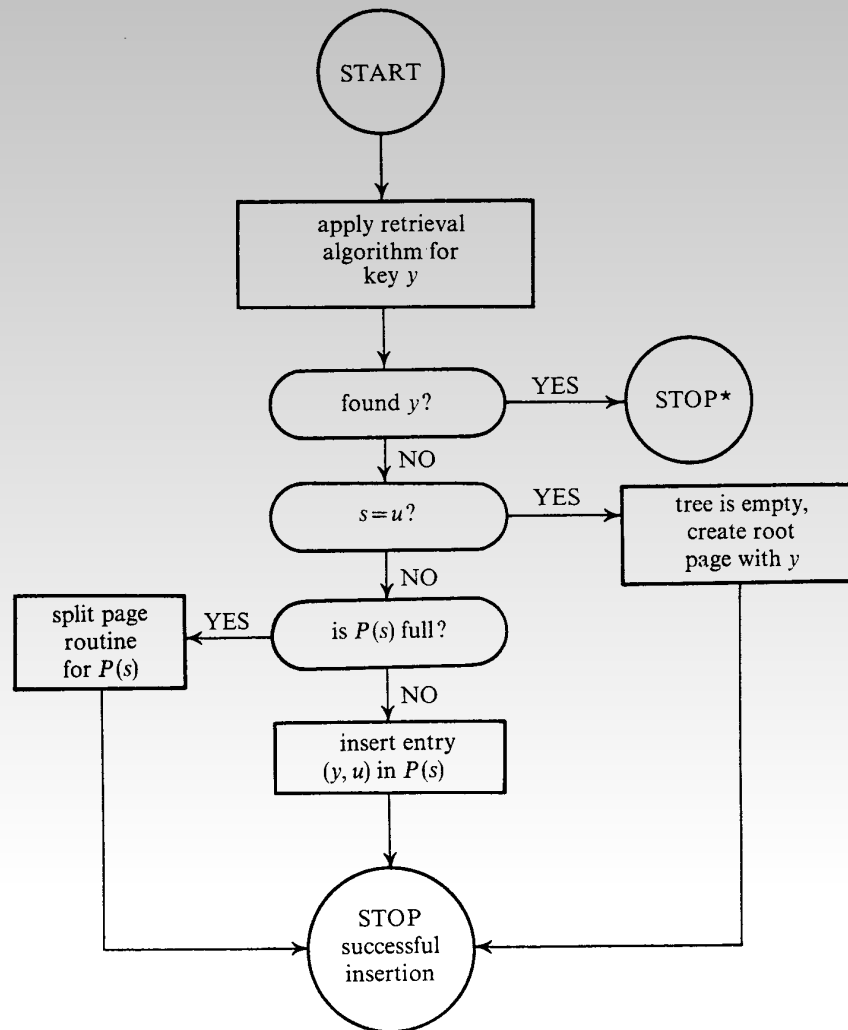 START
apply retrieval
algorithm for
key y
found y?
YES
STOP*
NO
s=u?
YES
tree is empty,
create root
page with y
NO
is P(s) full?
YES
split page
routine
for P(s)
NO
insert entry
(y, u) in P(s)
STOP
successful
insertion